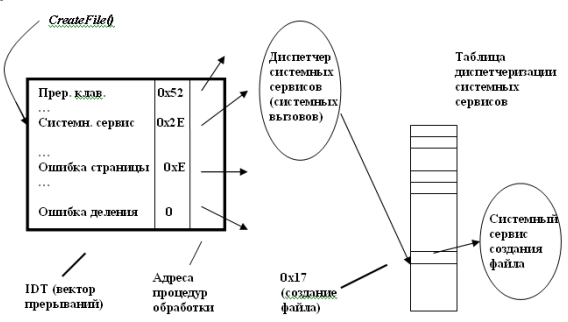 CreateFile()
Диспетчер
системных
сервисов
(системных
вызовов)
Таблица
диспетчеризации
системных
сервисов
Прер. клав. 0x52
...
Системн. сервис 0x2E
...
Ошибка страницы 0xE
...
Ошибка деления 0
Системный
сервис
создания
файла
IDT (вектор
прерываний)
Адреса
процедур
обработки
0x17
(создание
файла)